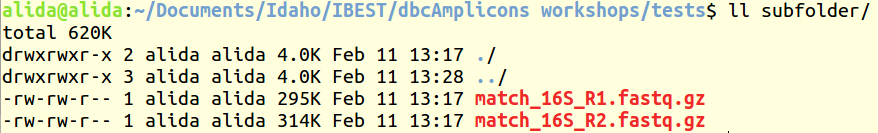 alida@alida:~/Documents/Idaho/IBEST/dbcAmplicons workshops/tests$ ll subfolder/
total 620K
drwxrwxr-x 2 alida alida 4.0K Feb 11 13:17 ./
drwxrwxr-x 3 alida alida 4.0K Feb 11 13:28 ../
-rw-rw-r-- 1 alida alida 295K Feb 11 13:17 match_16S_R1.fastq.gz
-rw-rw-r-- 1 alida alida 314K Feb 11 13:17 match_16S_R2.fastq.gz